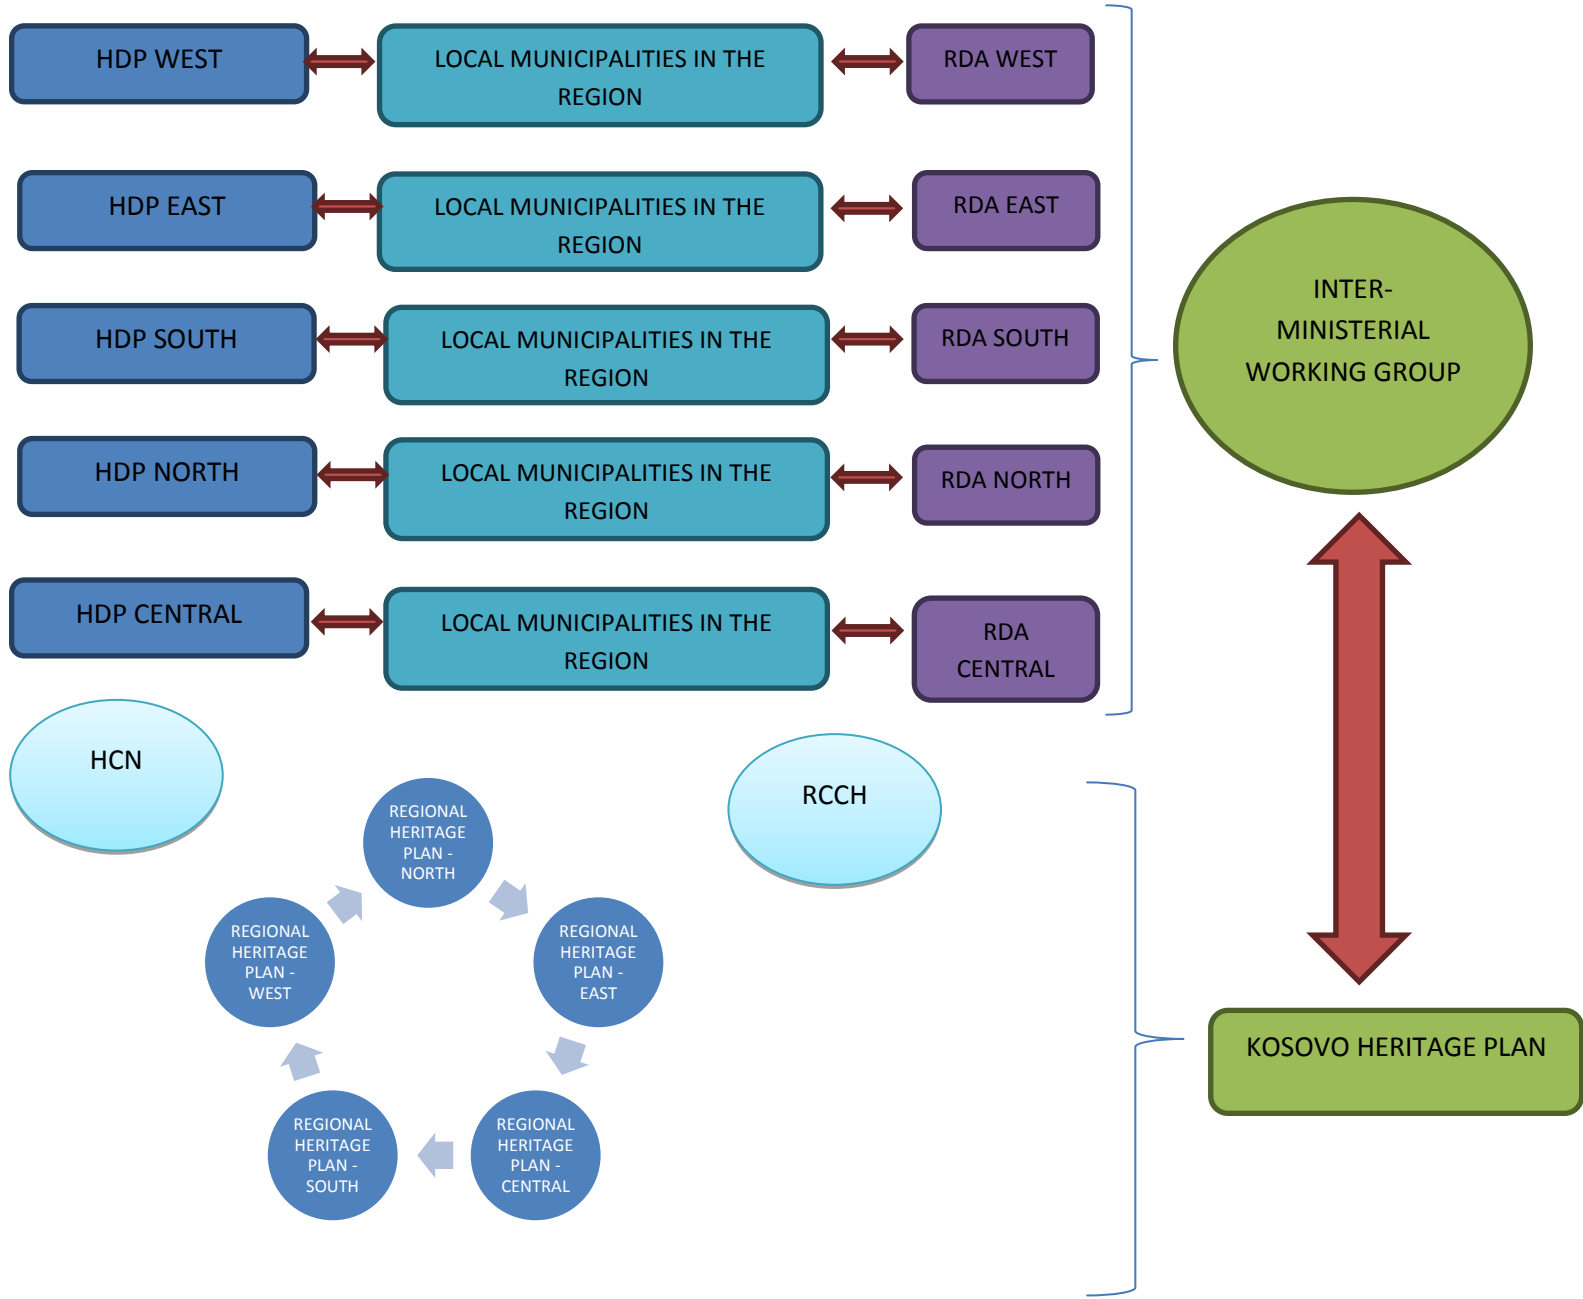 HDP WEST
LOCAL MUNICIPALITIES IN THE
REGION
RDA WEST
HDP EAST
LOCAL MUNICIPALITIES IN THE
REGION
RDA EAST
HDP SOUTH
LOCAL MUNICIPALITIES IN THE
REGION
RDA SOUTH
HDP NORTH
LOCAL MUNICIPALITIES IN THE
REGION
RDA NORTH
HDP CENTRAL
LOCAL MUNICIPALITIES IN THE
REGION
RDA
CENTRAL
INTER-
MINISTERIAL
WORKING GROUP
HCN
RCCH
REGIONAL
HERITAGE
PLAN -
NORTH
REGIONAL
HERITAGE
PLAN -
EAST
REGIONAL
HERITAGE
PLAN -
CENTRAL
REGIONAL
HERITAGE
PLAN -
SOUTH
REGIONAL
HERITAGE
PLAN -
WEST
KOSOVO HERITAGE PLAN